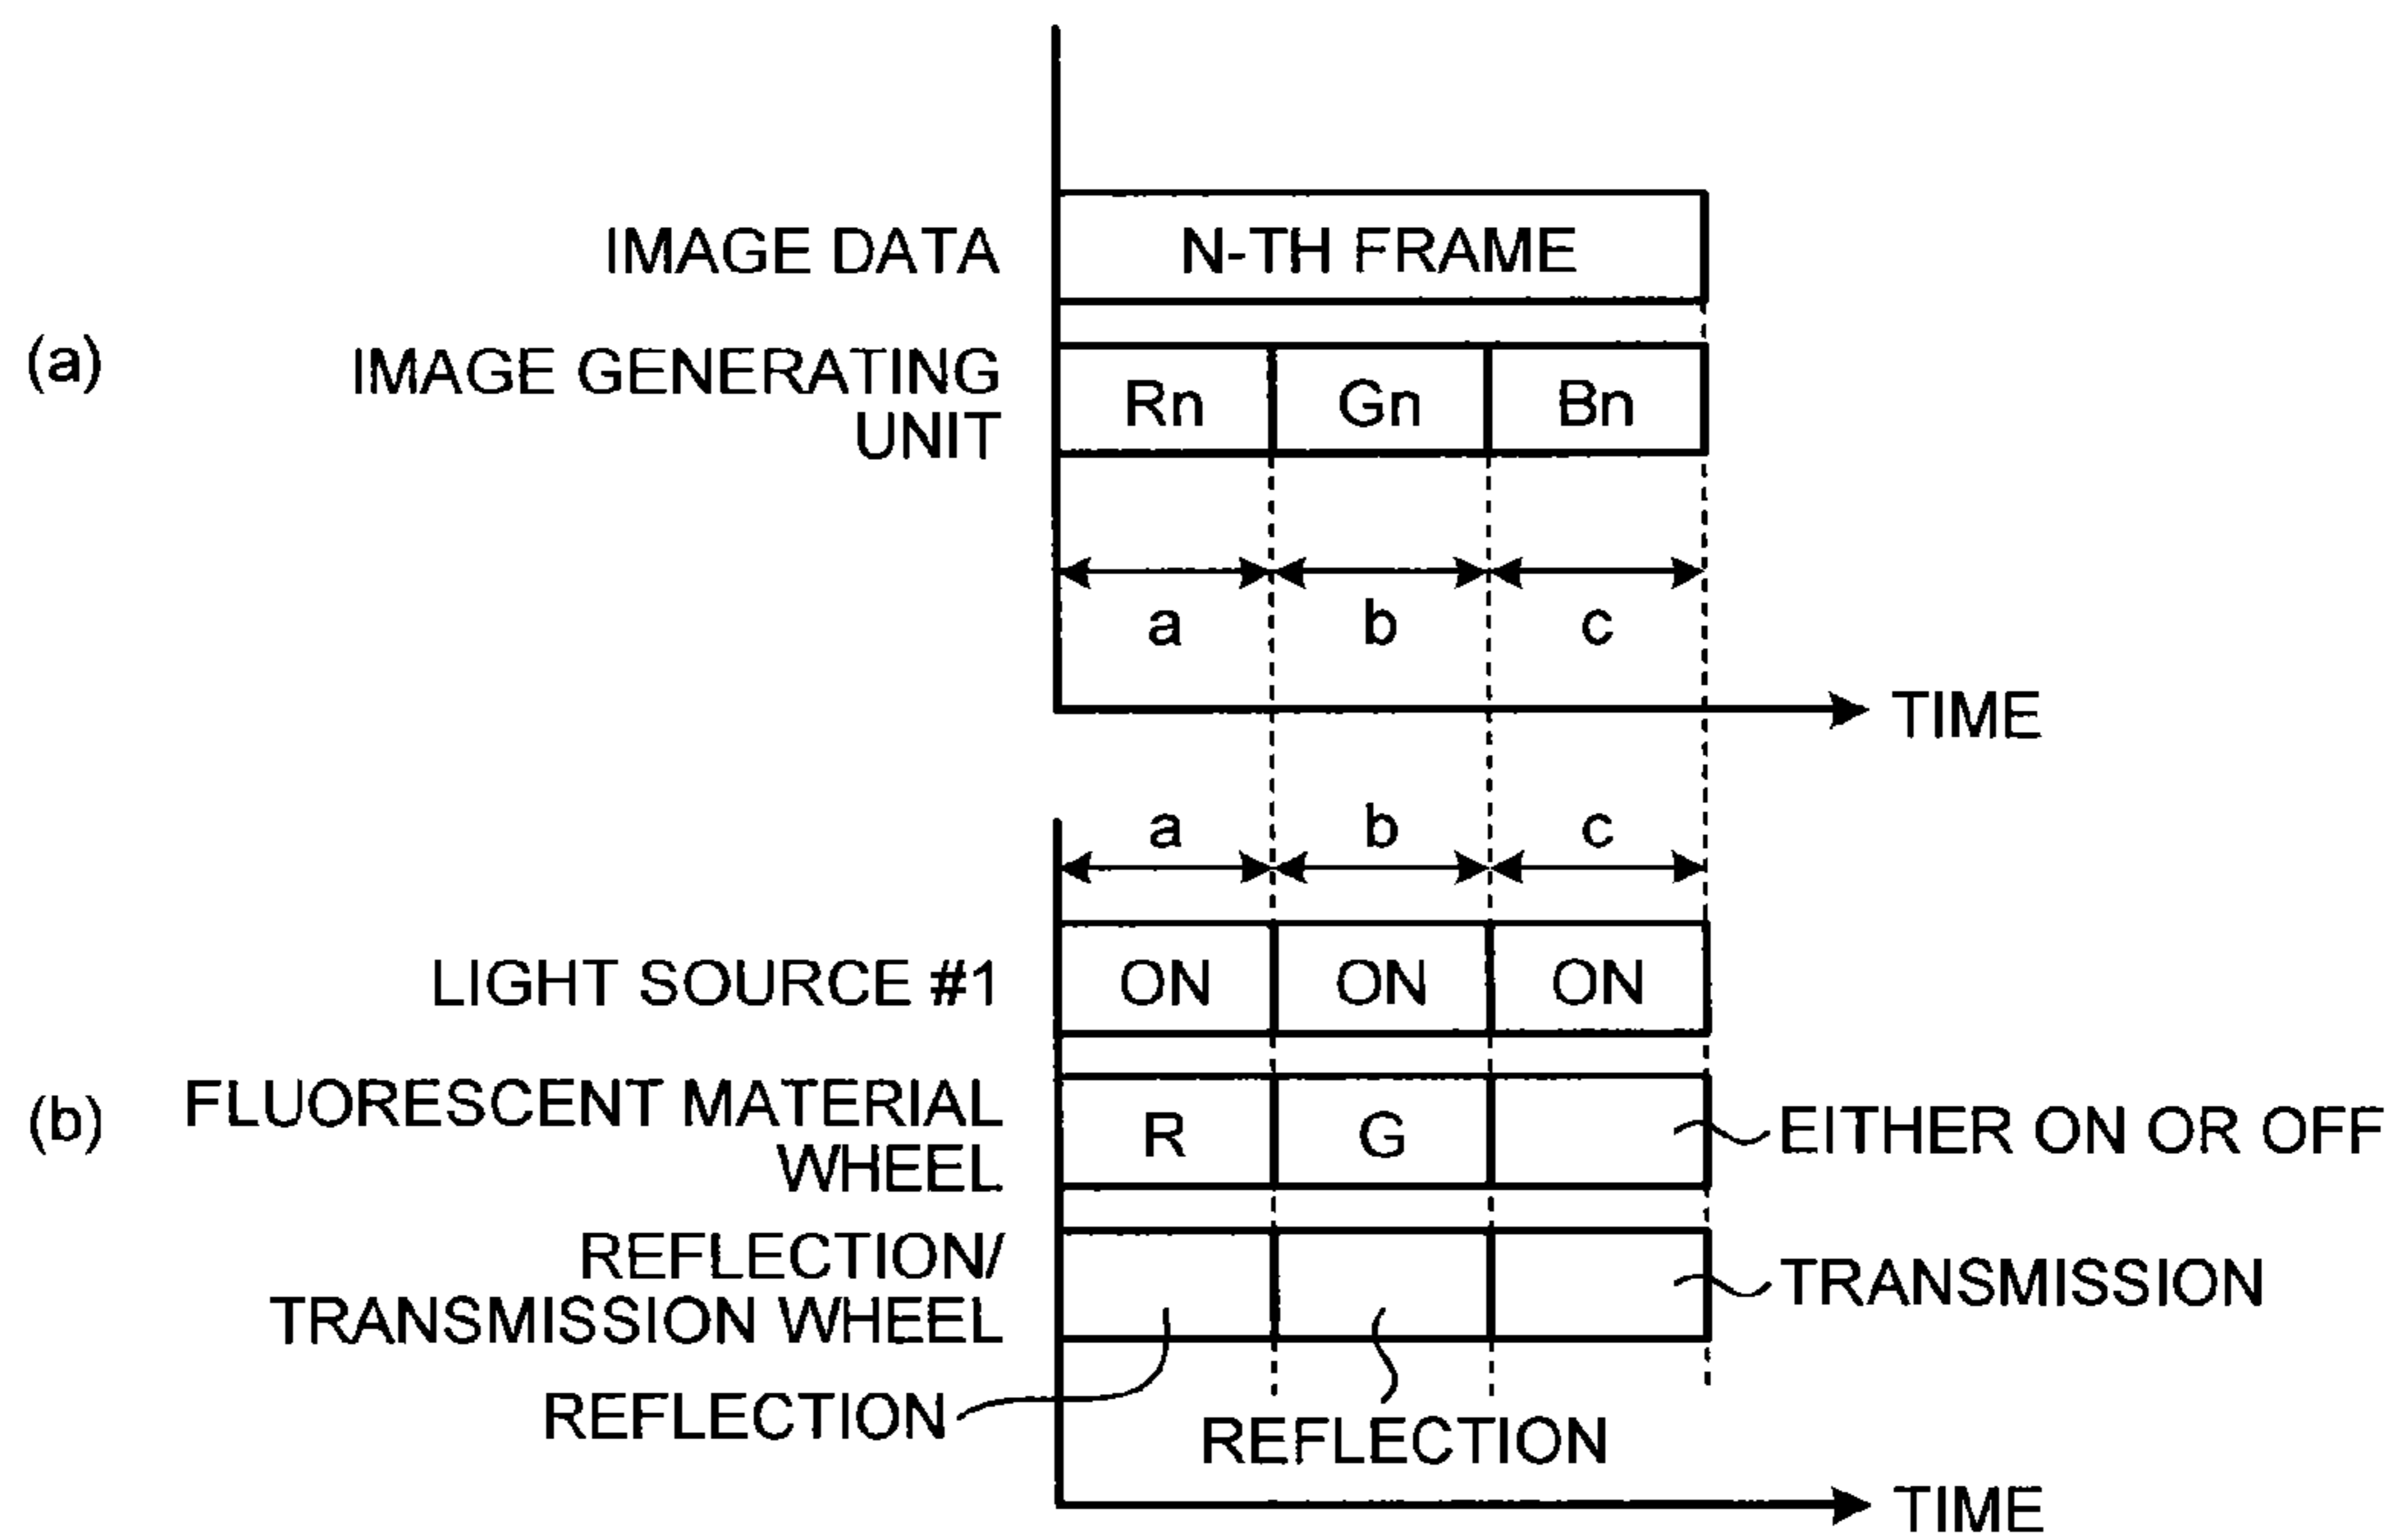 IMAGE DATA
N-TH FRAME
(a)
IMAGE GENERATING
UNIT
Rn
Gn
Bn
a
b
c
TIME
a
b
c
LIGHT SOURCE #1
ON
ON
ON
(b)
FLUORESCENT MATERIAL
WHEEL
R
G
EITHER ON OR OFF
REFLECTION/
TRANSMISSION WHEEL
TRANSMISSION
REFLECTION
REFLECTION
TIME